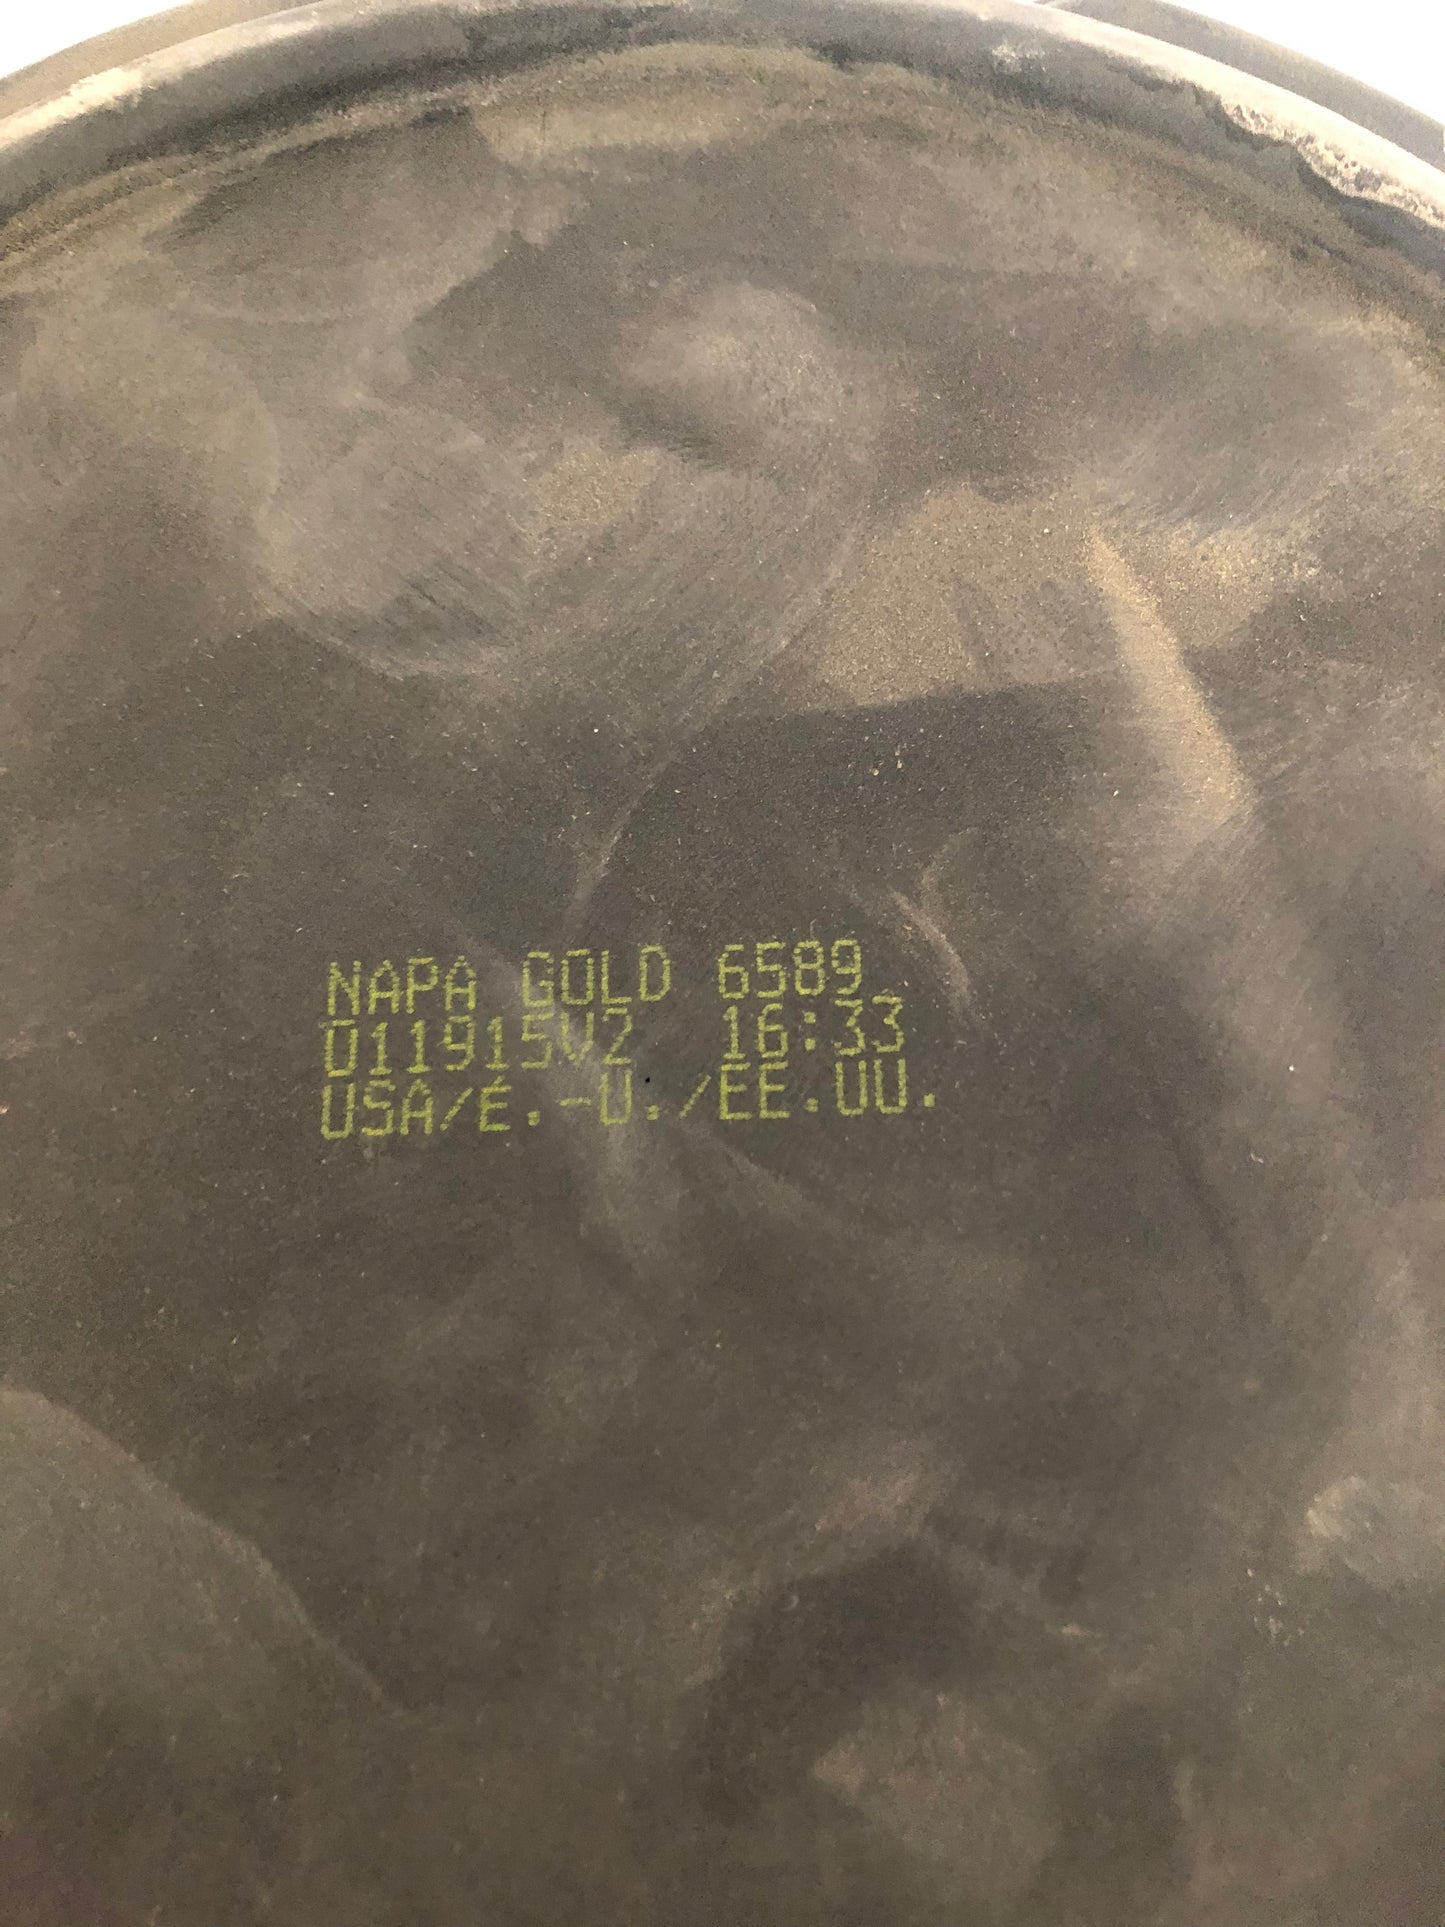 NAPA GOLD 6589
011915V2 16:33
USA/É.-U./EE.UU.